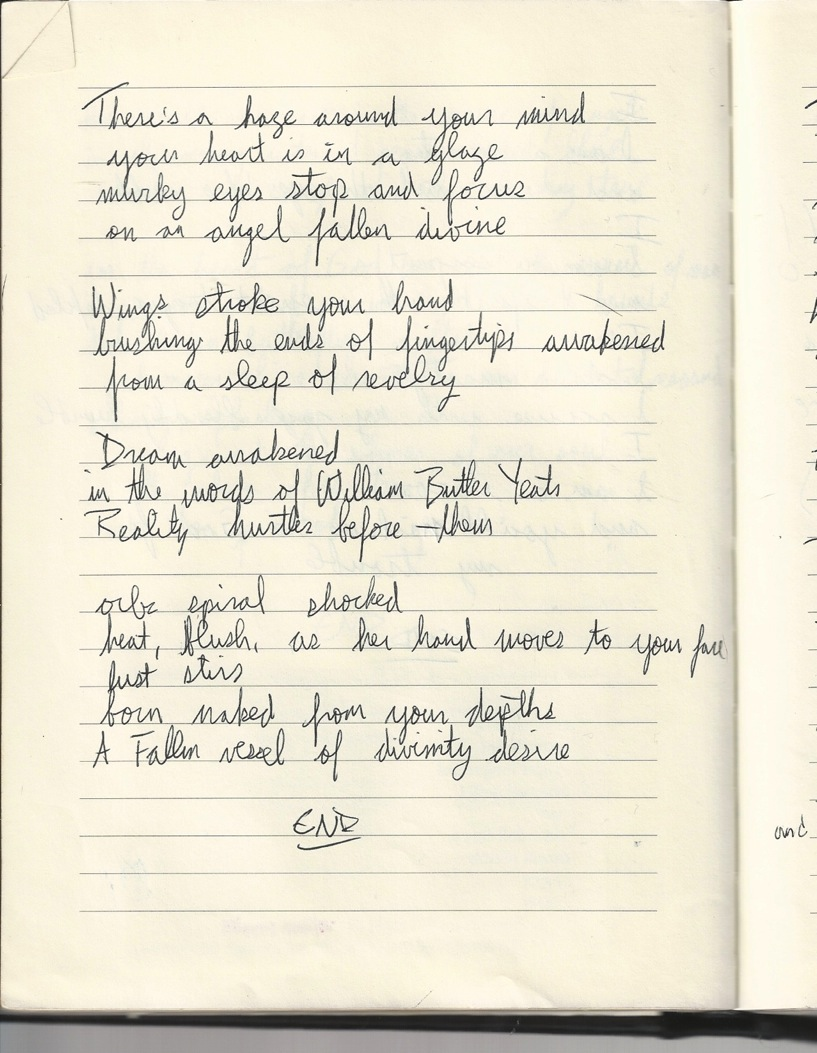 There's a haze around your mind
your heart is in a glaze
murky eyes stop and focus
on an angel fallen divine
Wings stroke your hand
brushing the ends of fingertips awakened
from a sleep of revelry
Dream awakened
in the words of William Butler Yeats
Reality hurtles before them
orbs spiral shocked
heat, blush, as her hand moves to your face
lust stirs
born naked from your depths
A Fallen vessel of divinity desire
END
and